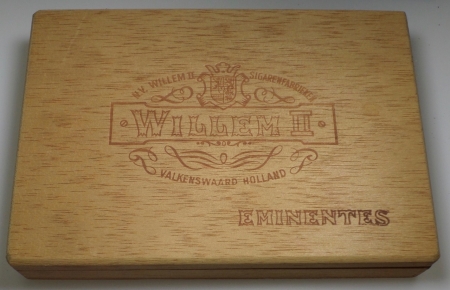 N.V. WILLEM II SIGARENFABRIEKEN
WILLEM II
VALKENSWAARD HOLLAND
EMINENTES